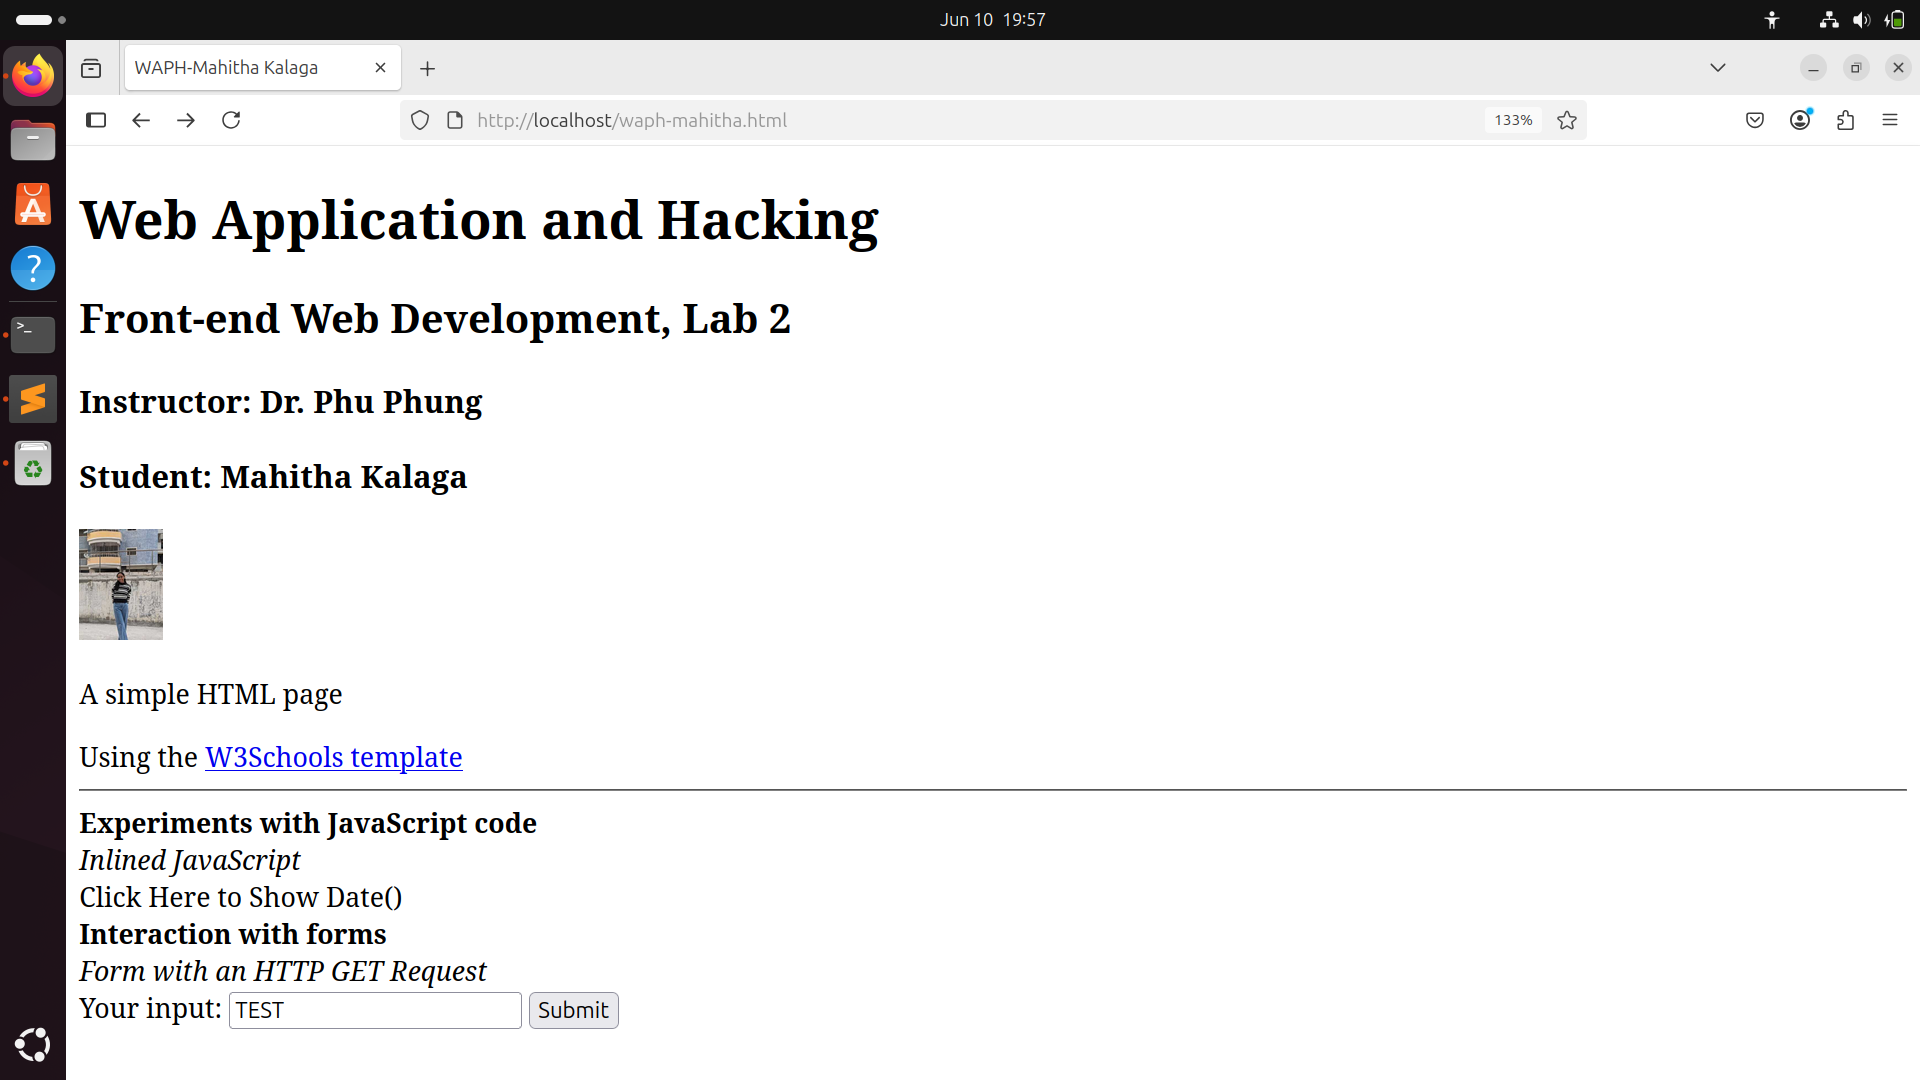 Jun 10 19:57
WAPH-Mahitha Kalaga
http://localhost/waph-mahitha.html
133%
Web Application and Hacking
Front-end Web Development, Lab 2
Instructor: Dr. Phu Phung
Student: Mahitha Kalaga
A simple HTML page
Using the W3Schools template
Experiments with JavaScript code
Inlined JavaScript
Click Here to Show Date()
Interaction with forms
Form with an HTTP GET Request
Your input: TEST Submit